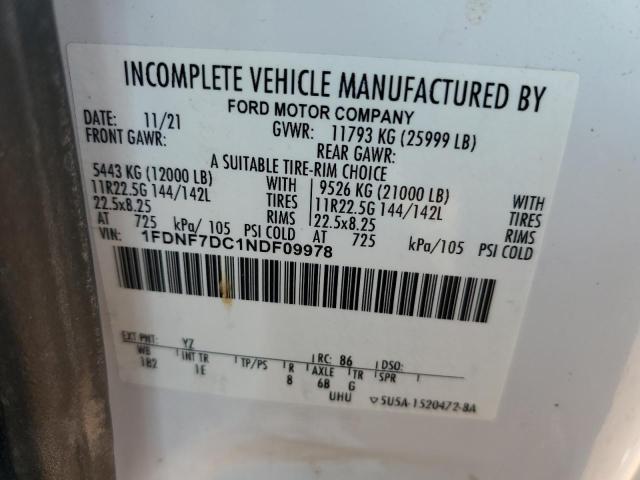 INCOMPLETE VEHICLE MANUFACTURED BY
FORD MOTOR COMPANY
DATE: 11/21 GVWR: 11793 KG (25999 LB)
FRONT GAWR: REAR GAWR:
A SUITABLE TIRE-RIM CHOICE
5443 KG (12000 LB) WITH 9526 KG (21000 LB) WITH
11R22.5G 144/142L TIRES 11R22.5G 144/142L TIRES
22.5x8.25 RIMS 22.5x8.25 RIMS
AT 725 kPa/ 105 PSI COLD AT 725 kPa/105 PSI COLD
VIN: 1FDNF7DC1NDF09978
EXT PNT: YZ RC: 86 DSO:
WB INT TR TP/PS R AXLE TR SPR
182 1E 8 6B G
UHU 5U5A-1520472-BA